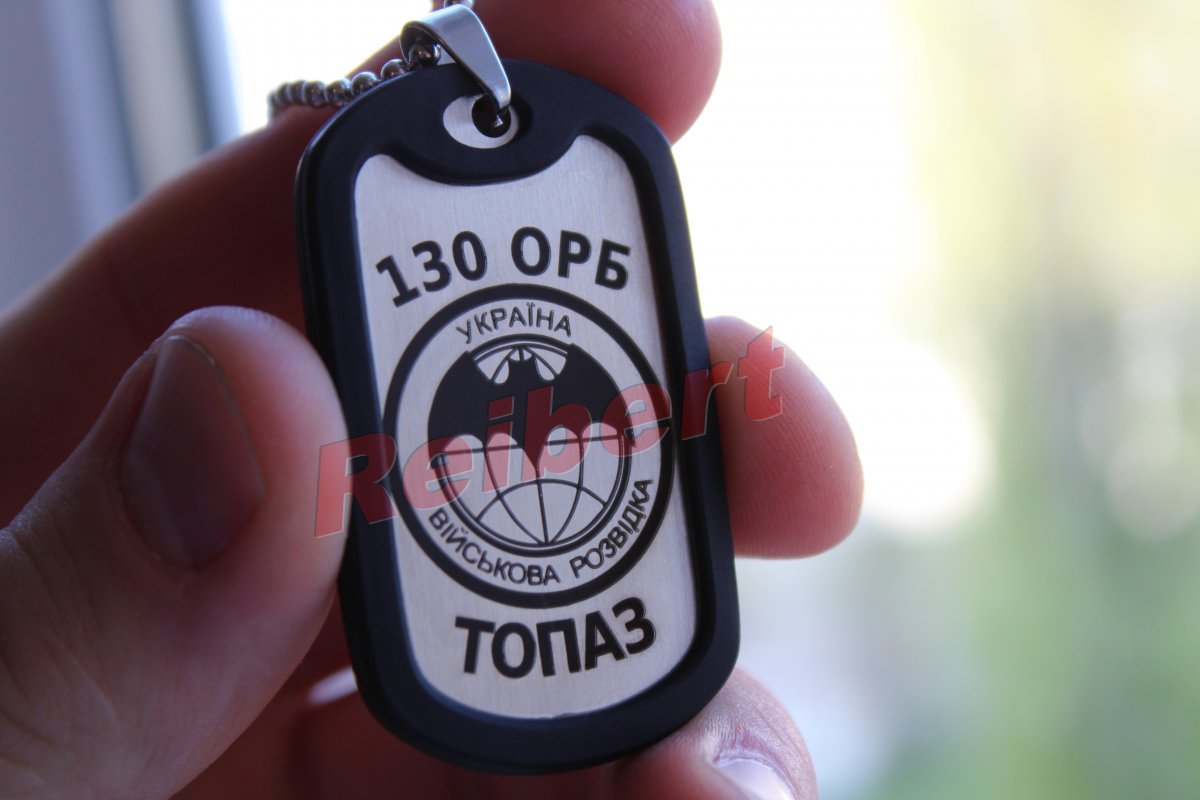 130 ОРБ
УКРАЇНА
Reibert
ВІЙСЬКОВА РОЗВІДКА
ТОПАЗ